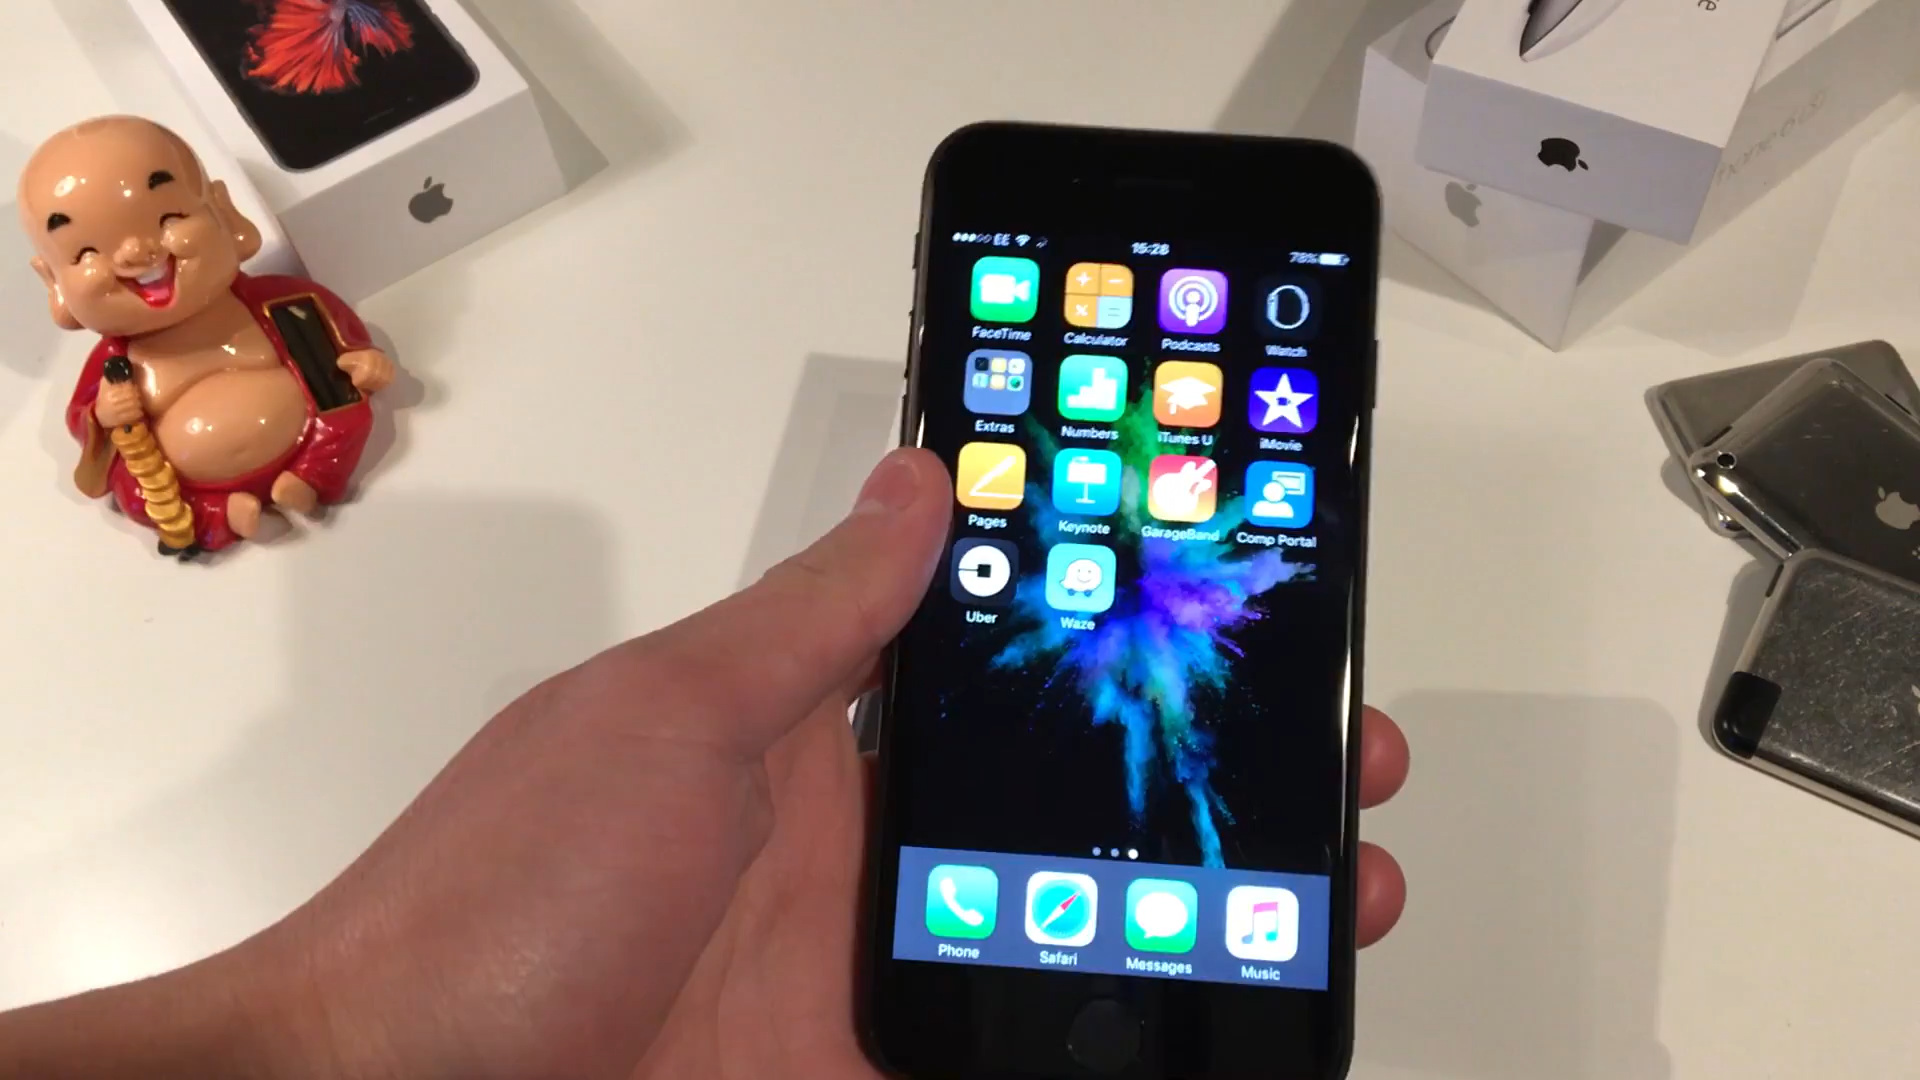 EE 15:28 78%
FaceTime Calculator Podcasts Watch
Extras Numbers iTunes U iMovie
Pages Keynote GarageBand Comp Portal
Uber Waze
Phone Safari Messages Music